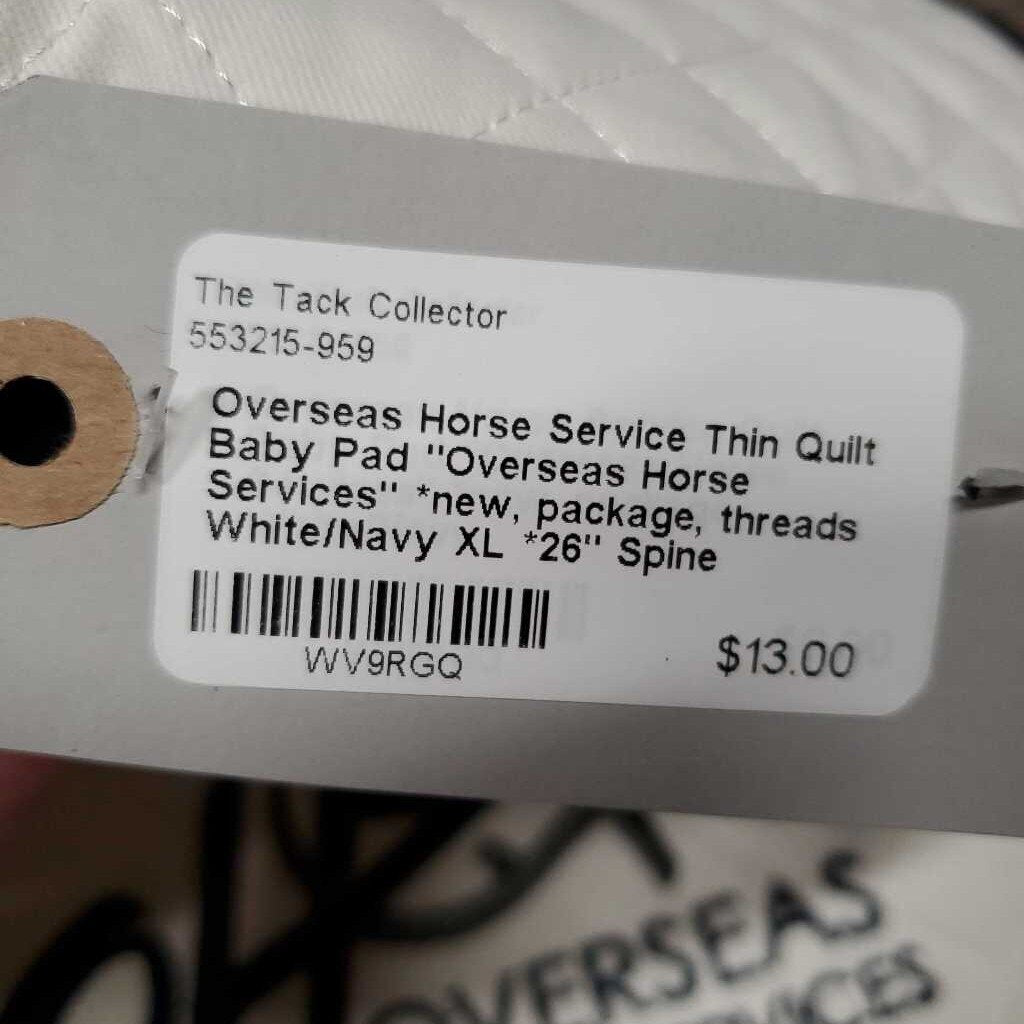 The Tack Collector
553215-959
Overseas Horse Service Thin Quilt
Baby Pad "Overseas Horse
Services" *new, package, threads
White/Navy XL *26" Spine
WV9RGQ
$13.00
OVERSEAS